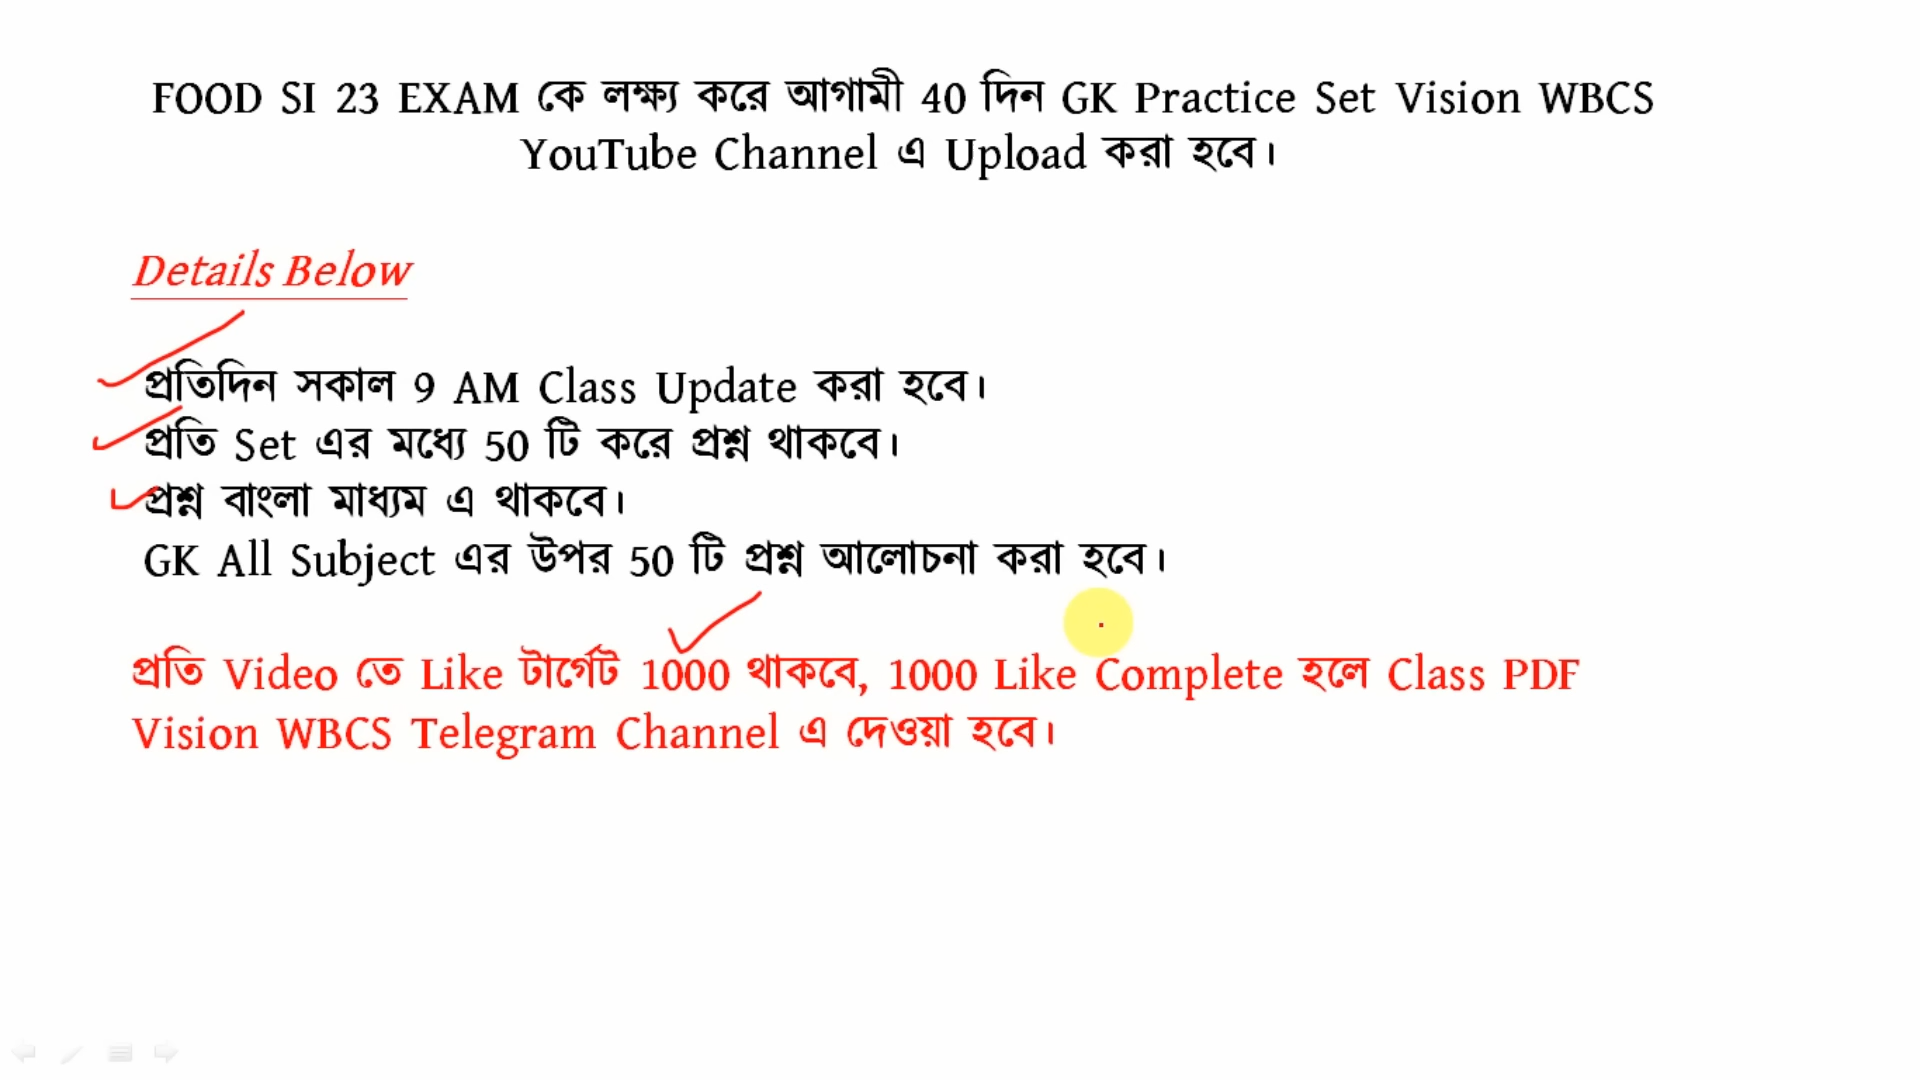 FOOD SI 23 EXAM কে লক্ষ্য করে আগামী 40 দিন GK Practice Set Vision WBCS
YouTube Channel এ Upload করা হবে।
Details Below
প্রতিদিন সকাল 9 AM Class Update করা হবে।
প্রতি Set এর মধ্যে 50 টি করে প্রশ্ন থাকবে।
প্রশ্ন বাংলা মাধ্যম এ থাকবে।
GK All Subject এর উপর 50 টি প্রশ্ন আলোচনা করা হবে।
প্রতি Video তে Like টার্গেট 1000 থাকবে, 1000 Like Complete হলে Class PDF
Vision WBCS Telegram Channel এ দেওয়া হবে।